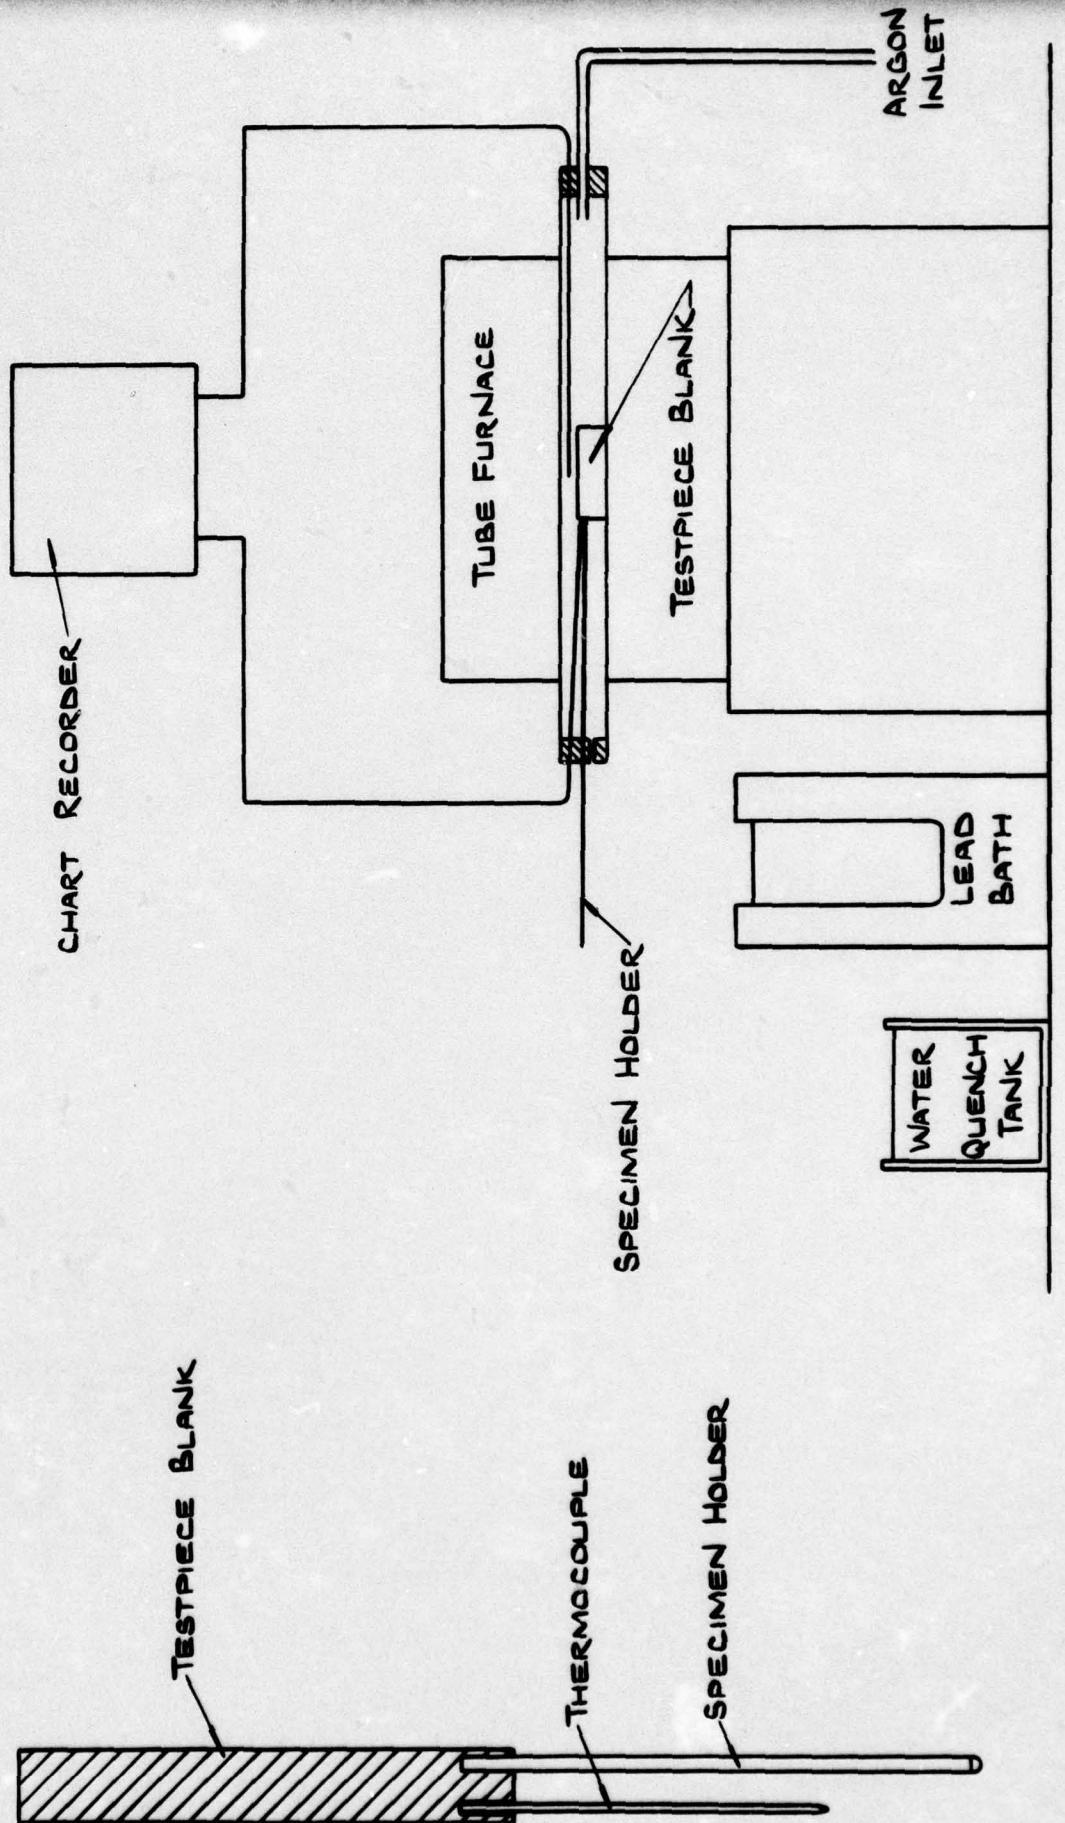 CHART RECORDER
TUBE FURNACE
TESTPIECE BLANK
ARGON
INLET
SPECIMEN HOLDER
LEAD
BATH
WATER
QUENCH
TANK
TESTPIECE BLANK
THERMOCOUPLE
SPECIMEN HOLDER